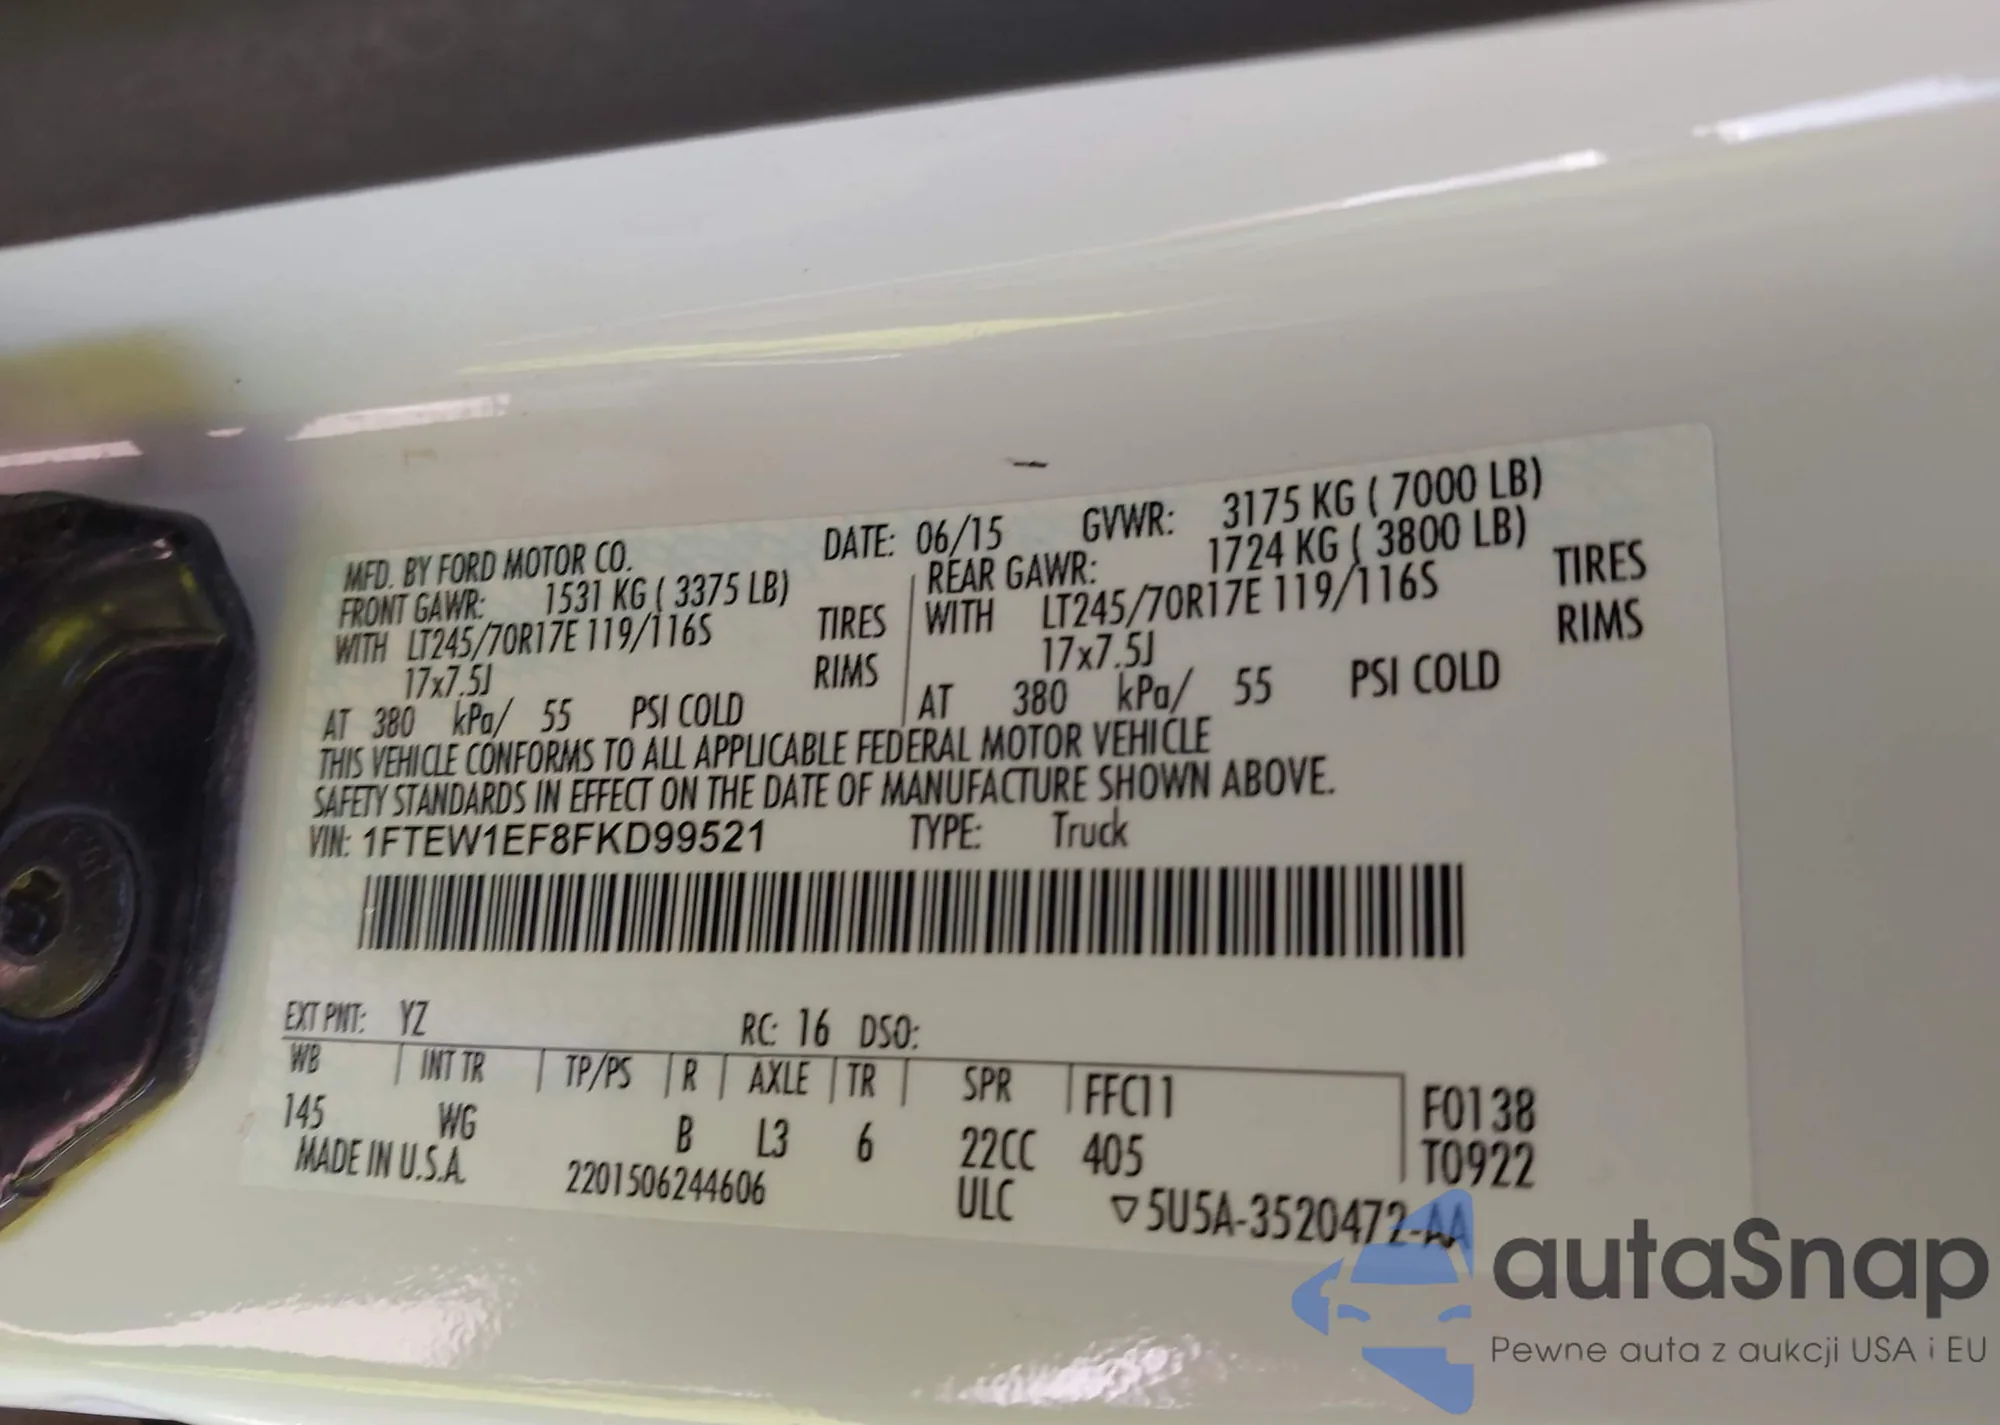 MFD. BY FORD MOTOR CO. DATE: 06/15 GVWR: 3175 KG ( 7000 LB)
FRONT GAWR: 1531 KG ( 3375 LB) REAR GAWR: 1724 KG ( 3800 LB)
WITH LT245/70R17E 119/116S TIRES WITH LT245/70R17E 119/116S TIRES
17x7.5J RIMS 17x7.5J RIMS
AT 380 kPa/ 55 PSI COLD AT 380 kPa/ 55 PSI COLD
THIS VEHICLE CONFORMS TO ALL APPLICABLE FEDERAL MOTOR VEHICLE
SAFETY STANDARDS IN EFFECT ON THE DATE OF MANUFACTURE SHOWN ABOVE.
VIN: 1FTEW1EF8FKD99521 TYPE: Truck
EXT PNT: YZ RC: 16 DSO:
WB INT TR TP/PS R AXLE TR SPR FFC11 F0138
145 WG B L3 6 22CC 405 T0922
MADE IN U.S.A. 2201506244606 ULC ▽5U5A-3520472-AA
autaSnap
Pewne auta z aukcji USA i EU